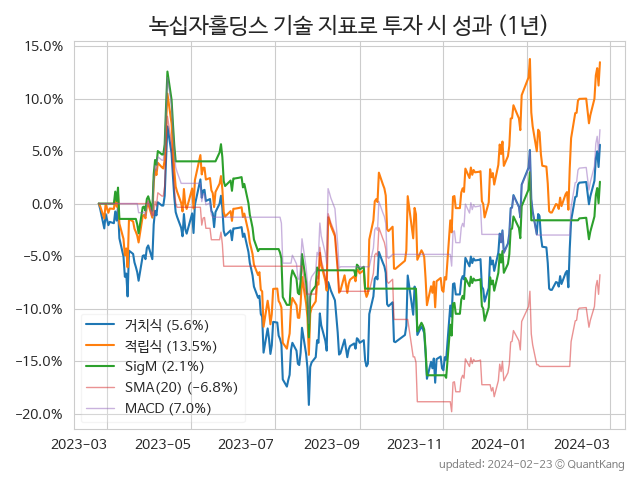 녹십자홀딩스 기술 지표로 투자 시 성과 (1년)
15.0%
10.0%
5.0%
0.0%
−5.0%
−10.0%
−15.0%
−20.0%
거치식 (5.6%)
적립식 (13.5%)
SigM (2.1%)
SMA(20) (−6.8%)
MACD (7.0%)
2023−03 2023−05 2023−07 2023−09 2023−11 2024−01 2024−03
updated: 2024−02−23 ⓒ QuantKang